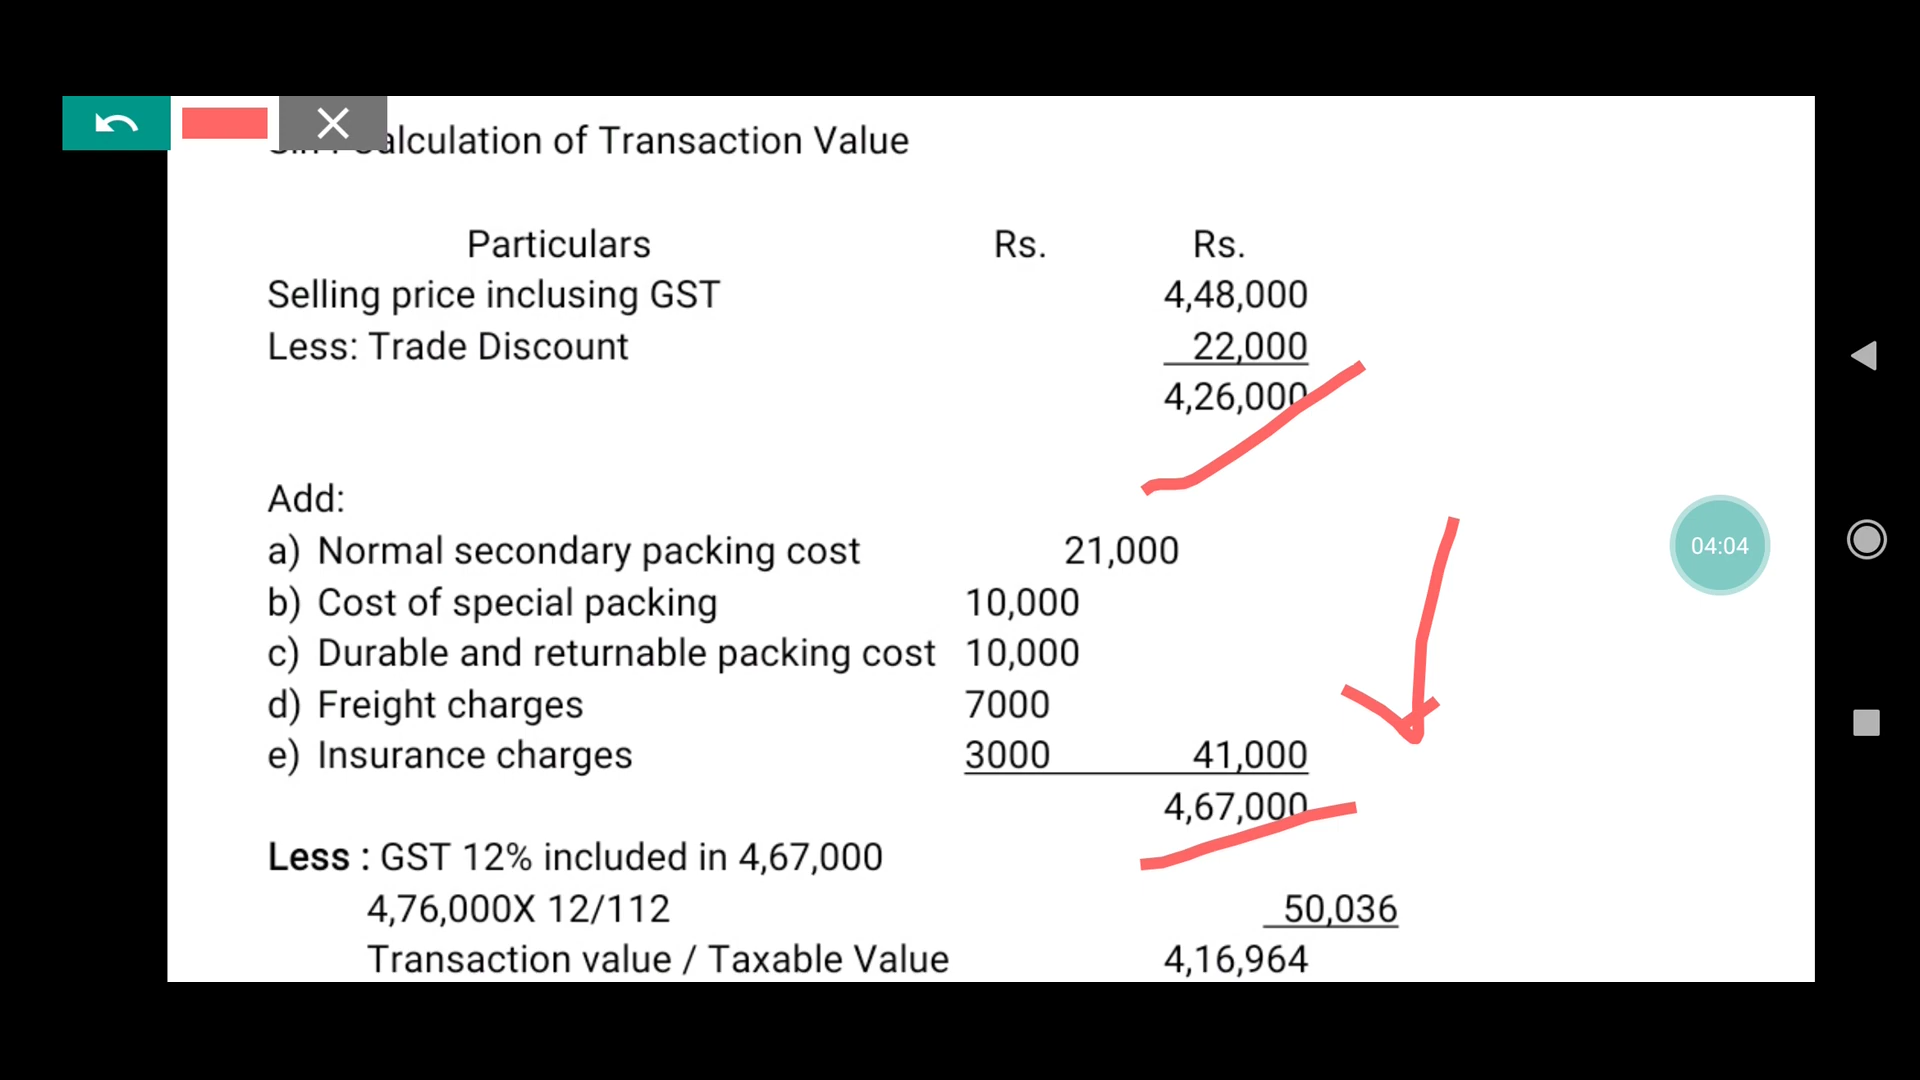 alculation of Transaction Value
Particulars Rs. Rs.
Selling price inclusing GST 4,48,000
Less: Trade Discount 22,000
4,26,000
Add:
a) Normal secondary packing cost 21,000
b) Cost of special packing 10,000
c) Durable and returnable packing cost 10,000
d) Freight charges 7000
e) Insurance charges 3000 41,000
4,67,000
Less : GST 12% included in 4,67,000
4,76,000X 12/112 50,036
Transaction value / Taxable Value 4,16,964
04:04